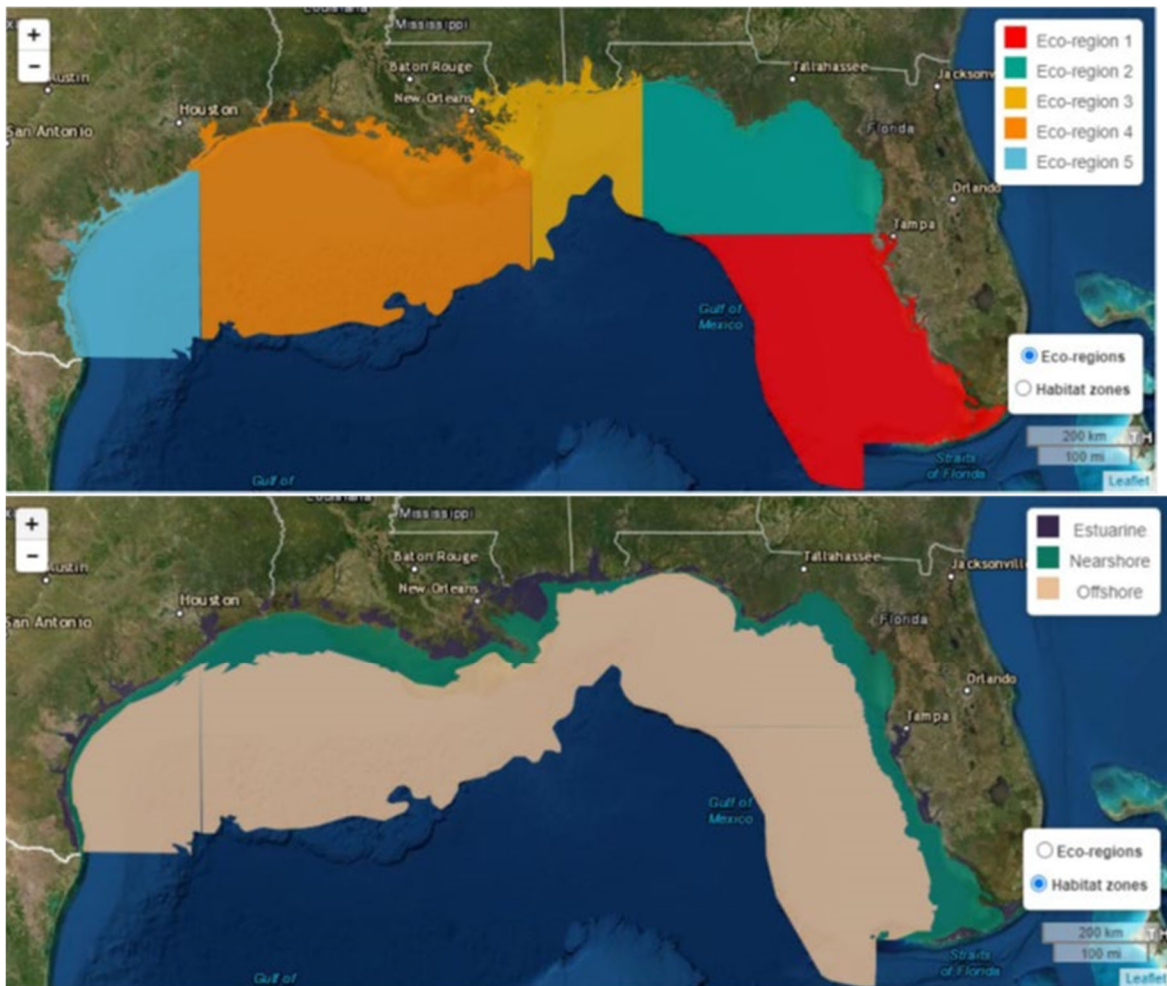 Louisiana
Mississippi
+
−
Baton Rouge
Tallahassee
Eco-region 1
Eco-region 2
Eco-region 3
Eco-region 4
Eco-region 5
Austin
New Orleans
Houston
San Antonio
Florida
Orlando
Tampa
Gulf of
Mexico
Eco-regions
Habitat zones
200 km
100 mi
Straits
of Florida
Gulf of
Leaflet
Mississippi
+
−
Baton Rouge
Tallahassee
Estuarine
Nearshore
Offshore
Austin
New Orleans
Jacksonville
Houston
San Antonio
Florida
Orlando
Tampa
Gulf of
Mexico
Eco-regions
Habitat zones
200 km
100 mi
Straits
of Florida
Gulf of
Leaflet